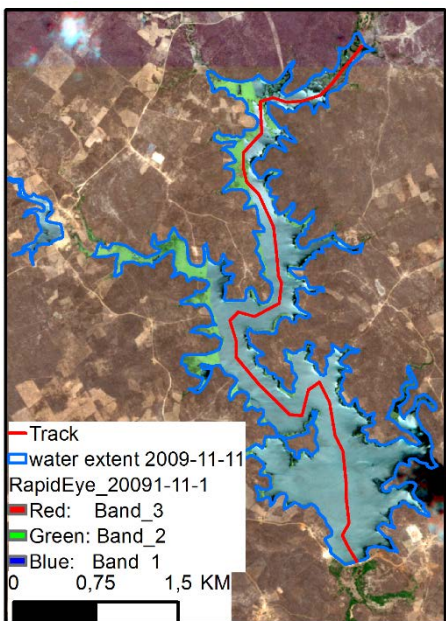 Track
water extent 2009-11-11
RapidEye_20091-11-1
Red: Band_3
Green: Band_2
Blue: Band_1
0 0,75 1,5 KM